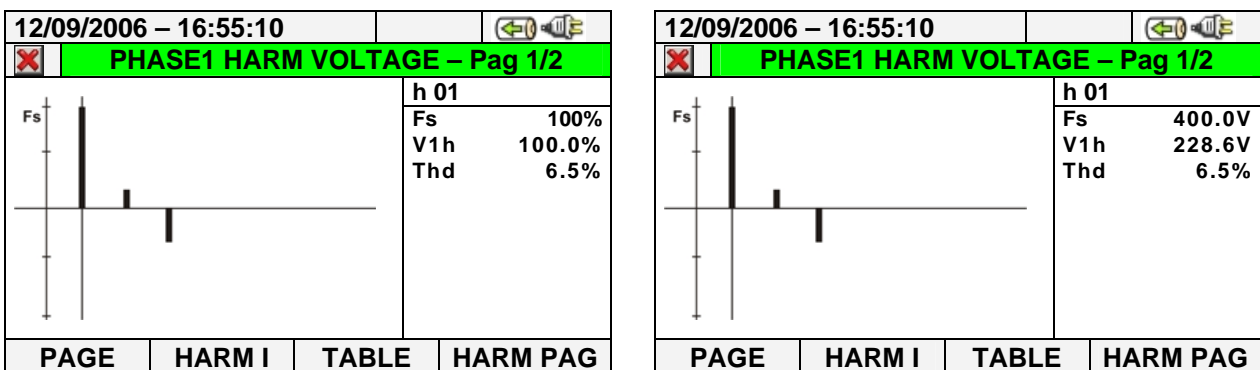 12/09/2006 – 16:55:10
PHASE1 HARM VOLTAGE – Pag 1/2
h 01
Fs
Fs 100%
V1h 100.0%
Thd 6.5%
PAGE HARM I TABLE HARM PAG
12/09/2006 – 16:55:10
PHASE1 HARM VOLTAGE – Pag 1/2
h 01
Fs
Fs 400.0V
V1h 228.6V
Thd 6.5%
PAGE HARM I TABLE HARM PAG